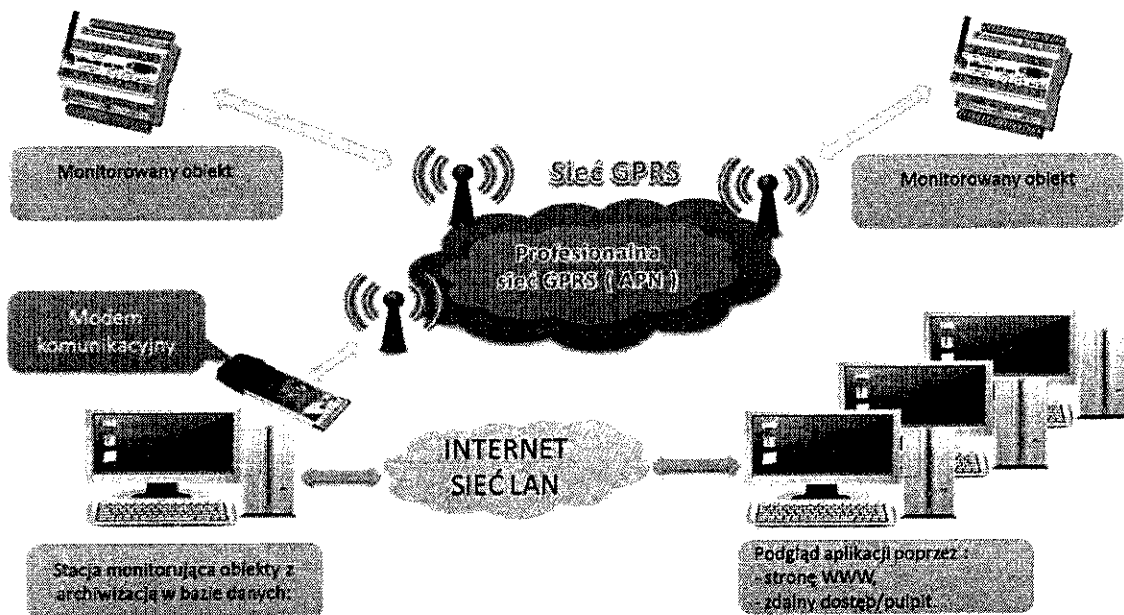 Monitorowany obiekt
Sieć GPRS
Monitorowany obiekt
Profesjonalna
sieć GPRS ( APN )
Modem
komunikacyjny
INTERNET
SIEĆ LAN
Stacja monitorująca obiekty z
archiwizacją w bazie danych:
Podgląd aplikacji poprzez :
- stronę WWW,
- zdalny dostęp/pulpit